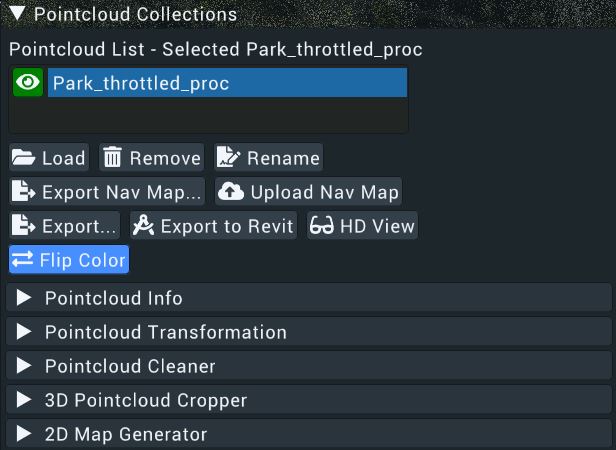 Pointcloud Collections
Pointcloud List - Selected Park_throttled_proc
Park_throttled_proc
Load Remove Rename
Export Nav Map... Upload Nav Map
Export... Export to Revit HD View
Flip Color
Pointcloud Info
Pointcloud Transformation
Pointcloud Cleaner
3D Pointcloud Cropper
2D Map Generator